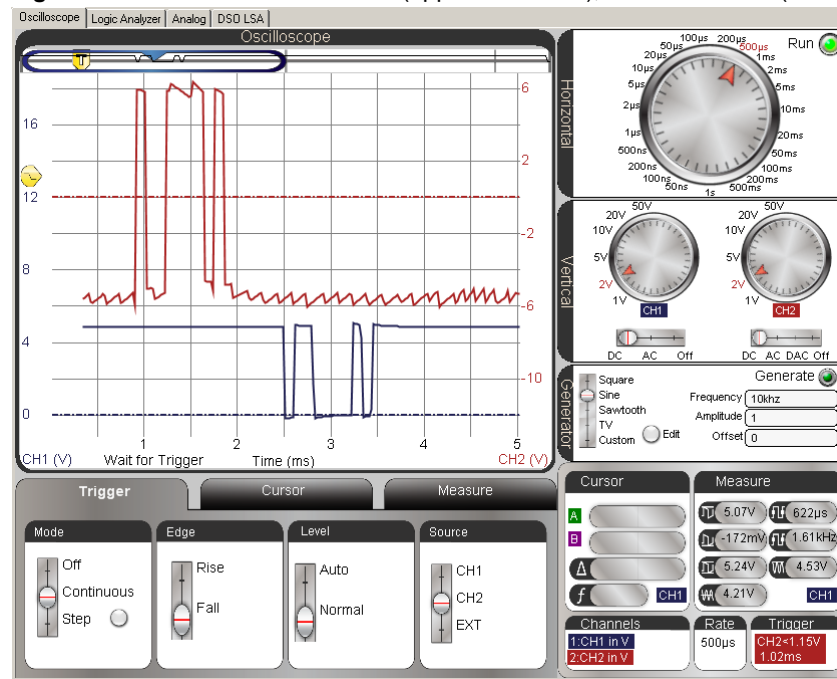 Oscilloscope Logic Analyzer Analog DSO LSA
Oscilloscope
T
16
12
8
4
0
6
2
-2
-6
-10
1 2 3 4 5
CH1 (V) Wait for Trigger Time (ms) CH2 (V)
Horizontal
Run
50ns 100ns 200ns 500ns 1µs 2µs 5µs 10µs 20µs 50µs 100µs 200µs 500µs 1ms 2ms 5ms 10ms 20ms 50ms 100ms 200ms 500ms 1s
Vertical
1V 2V 5V 10V 20V 50V
CH1
DC AC Off
1V 2V 5V 10V 20V 50V
CH2
DC AC DAC Off
Generator
Square
Sine
Sawtooth
TV
Custom
Edit
Generate
Frequency 10khz
Amplitude 1
Offset 0
Trigger Cursor Measure
Mode
Off
Continuous
Step
Edge
Rise
Fall
Level
Auto
Normal
Source
CH1
CH2
EXT
Cursor
A
B
Δ
f CH1
Measure
5.07V 622µs
-172mV 1.61kHz
5.24V 4.53V
4.21V CH1
Channels
1:CH1 in V
2:CH2 in V
Rate
500µs
Trigger
CH2<1.15V
1.02ms